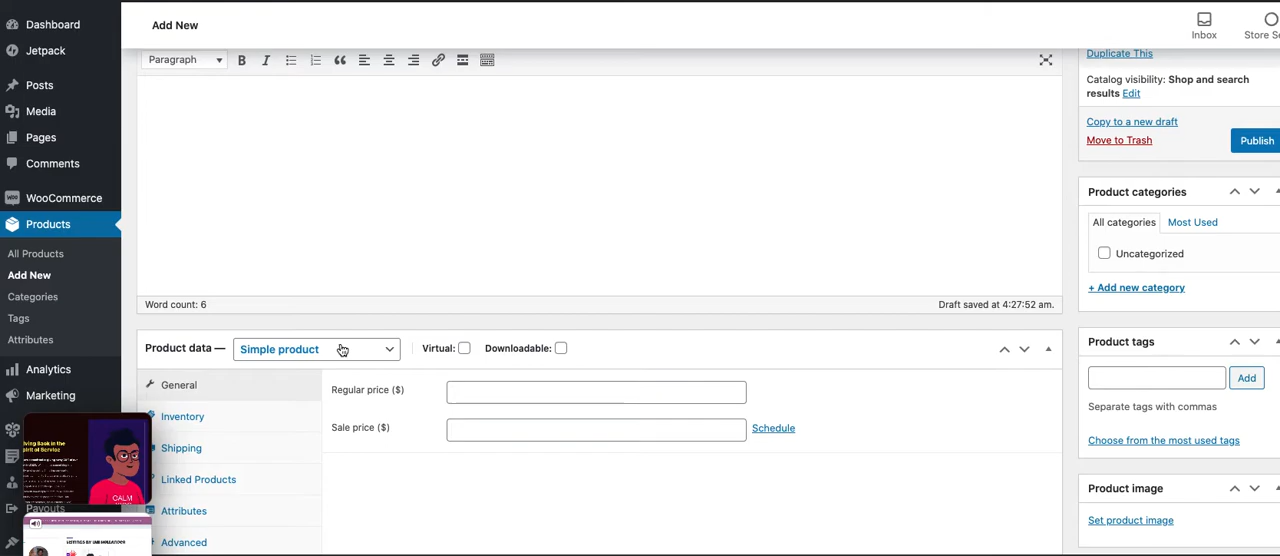 Dashboard
Jetpack
Posts
Media
Pages
Comments
WooCommerce
Products
All Products
Add New
Categories
Tags
Attributes
Analytics
Marketing
Payouts
Add New
Inbox
Paragraph
Word count: 6
Draft saved at 4:27:52 am.
Product data —
Simple product
Virtual:
Downloadable:
General
Inventory
Shipping
Linked Products
Attributes
Advanced
Regular price ($)
Sale price ($)
Schedule
Store Se
Duplicate This
Catalog visibility: Shop and search
results Edit
Copy to a new draft
Move to Trash
Publish
Product categories
All categories
Most Used
Uncategorized
+ Add new category
Product tags
Add
Separate tags with commas
Choose from the most used tags
Product image
Set product image
CALM